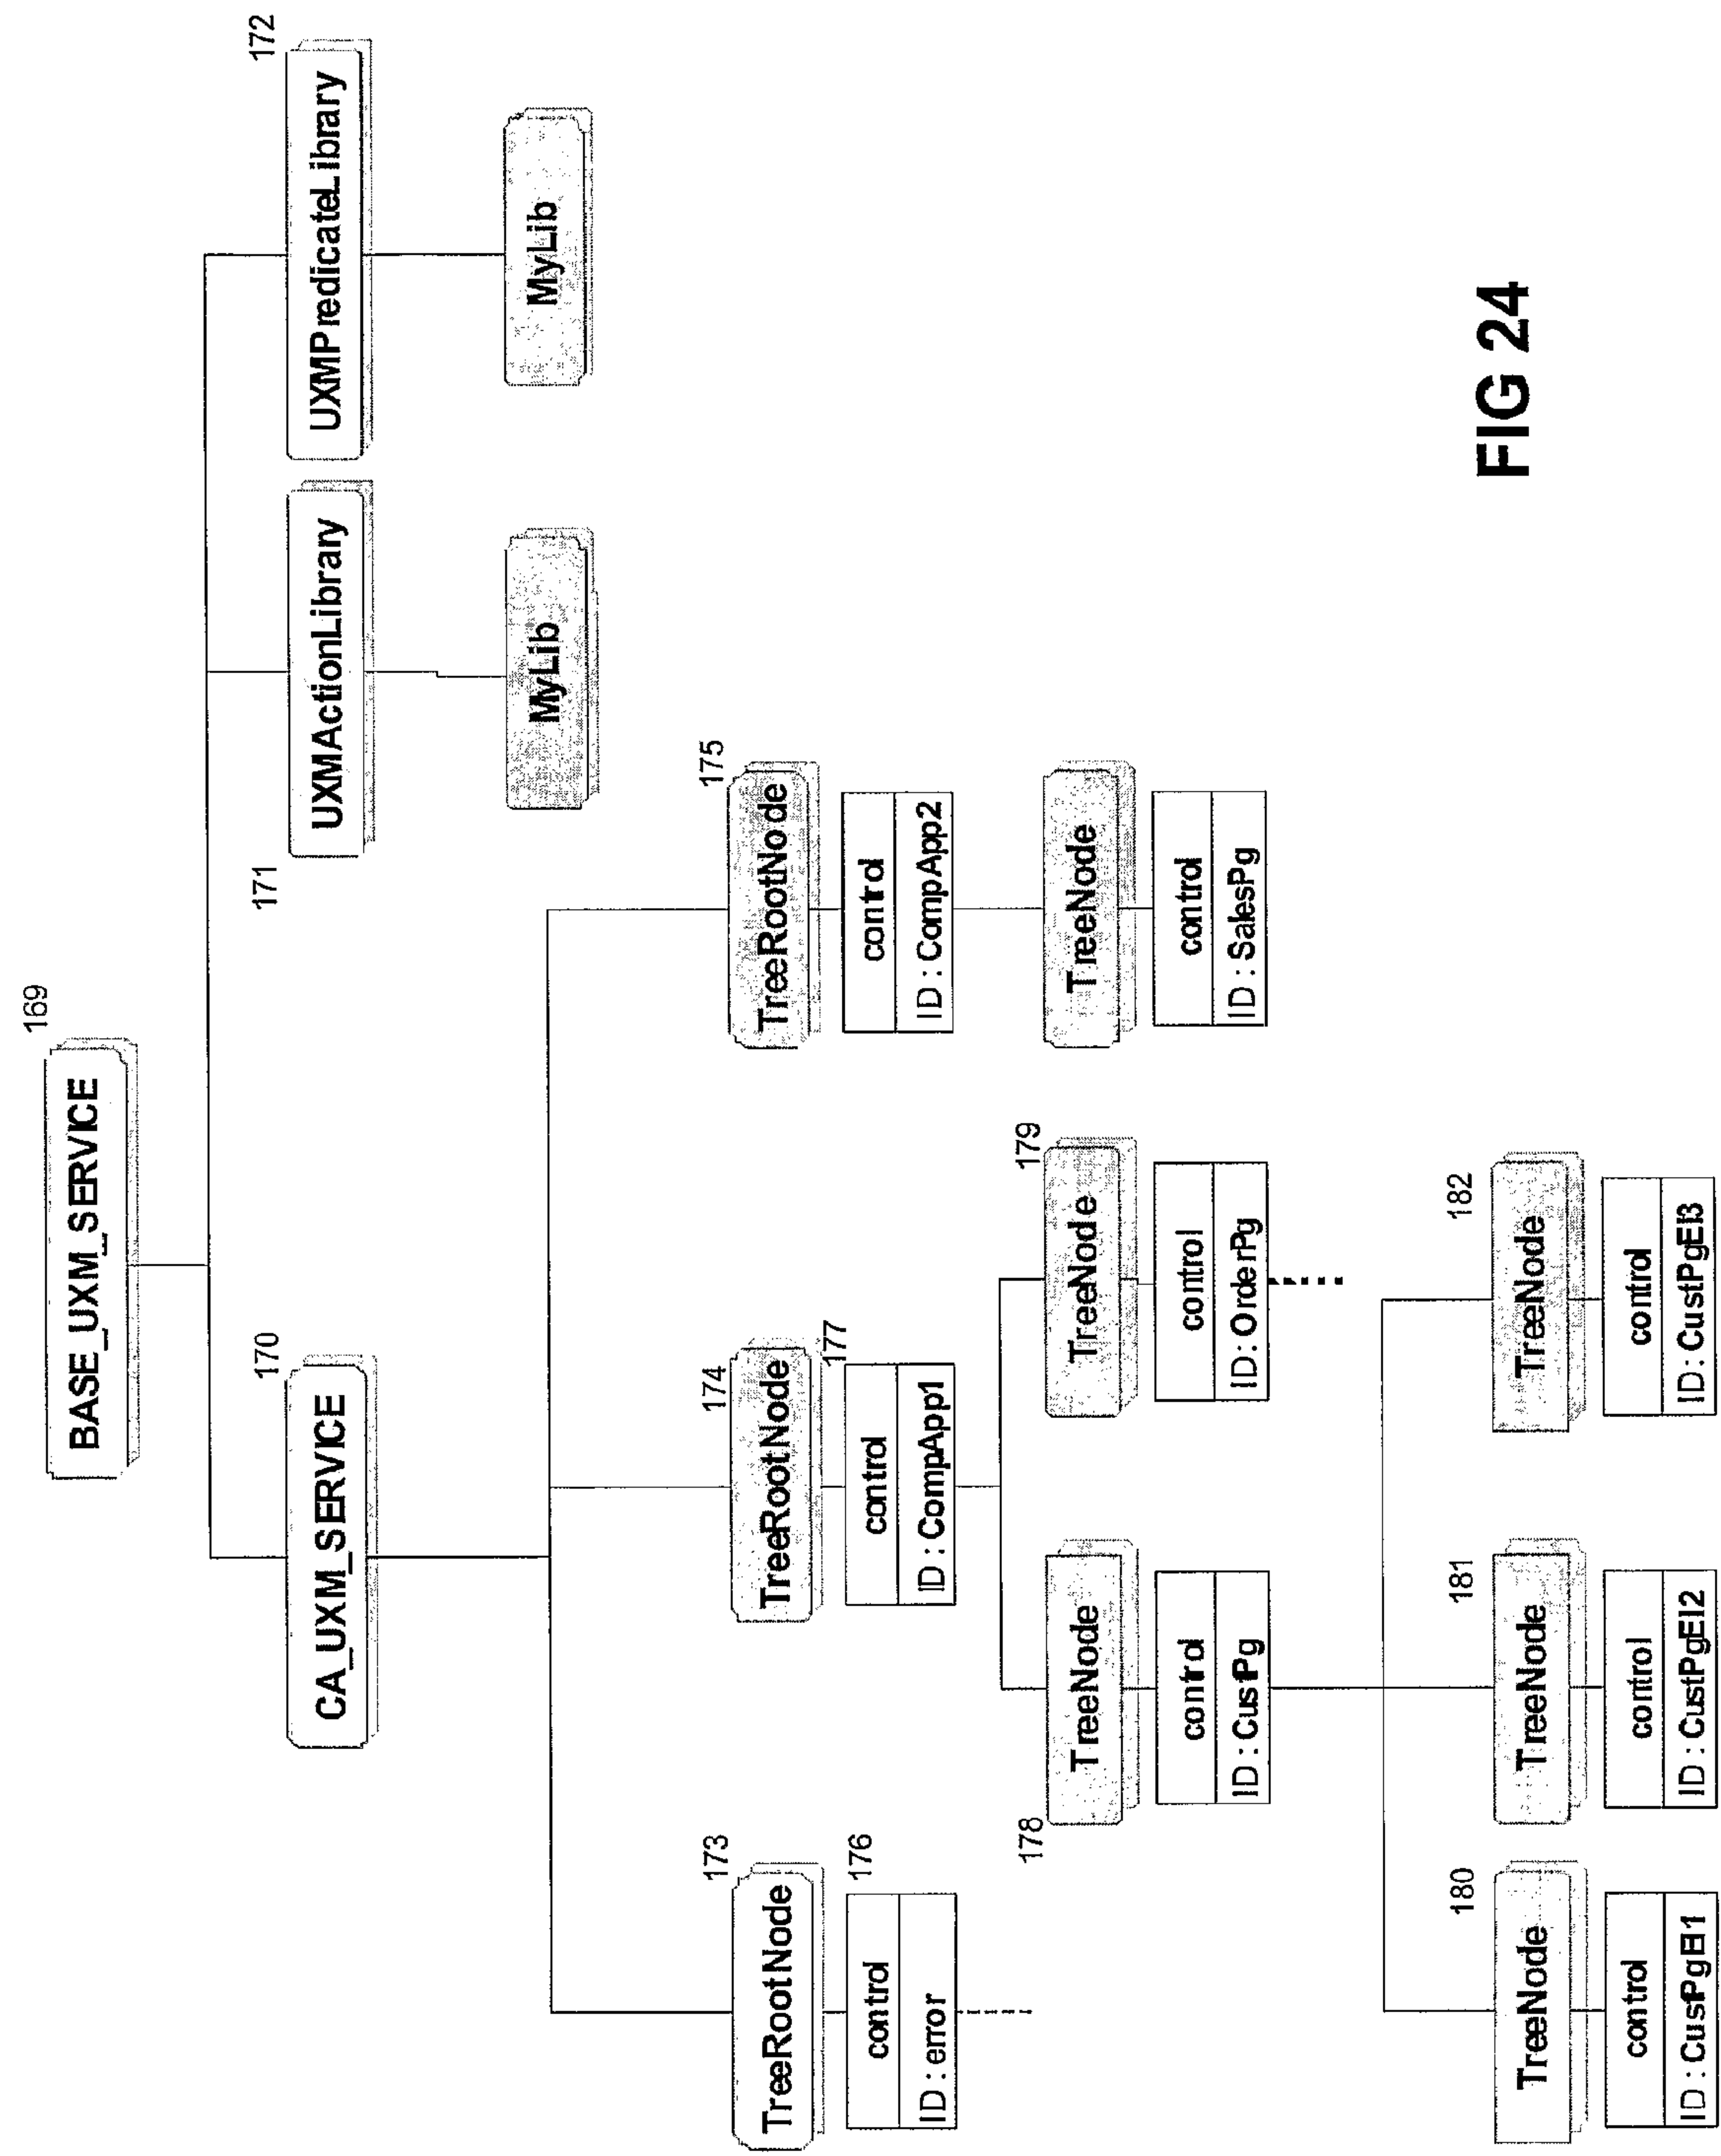 169
BASE_UXM_SERVICE
170
CA_UXM_SERVICE
171
UXMActionLibrary
172
UXMPredicateLibrary
MyLib
MyLib
173
TreeRootNode
176
control
ID:error
174
TreeRootNode
177
control
ID:CompApp1
175
TreeRootNode
control
ID:CompApp2
178
TreeNode
control
ID:CustPg
179
TreeNode
control
ID:OrderPg
TreeNode
control
ID:SalesPg
180
TreeNode
control
ID:CustPgEl1
181
TreeNode
control
ID:CustPgEl2
182
TreeNode
control
ID:CustPgEl3
FIG 24